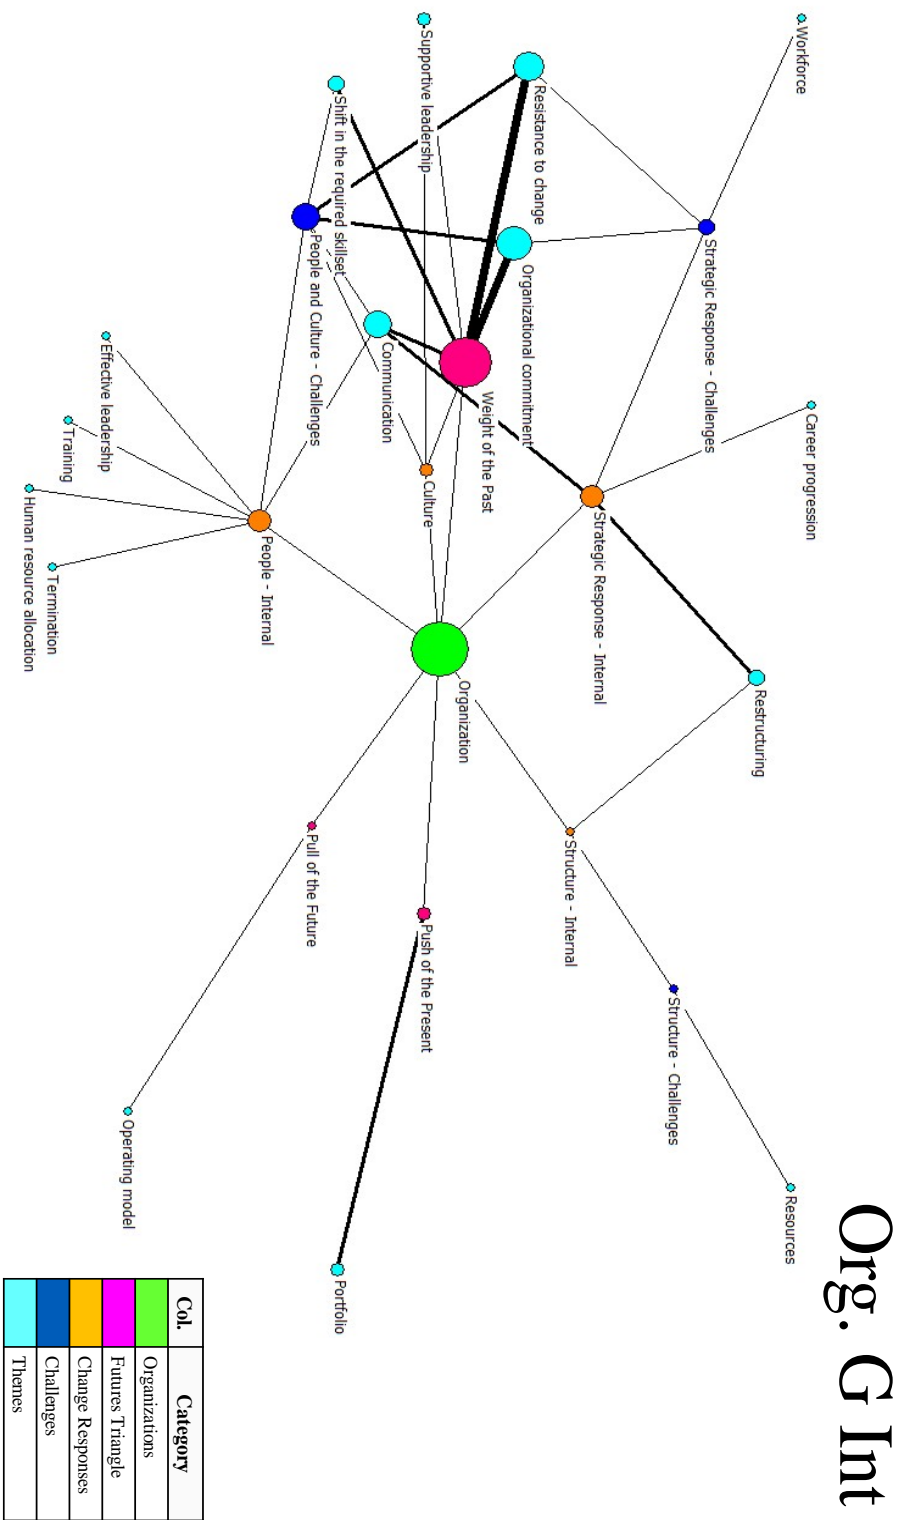 Org. G Int
Workforce
Supportive leadership
Resistance to change
Shift in the required skillset
Strategic Response - Challenges
People and Culture - Challenges
Organizational commitment
Communication
Effective leadership
Weight of the Past
Career progression
Training
Culture
Human resource allocation
Strategic Response - Internal
People - Internal
Termination
Organization
Restructuring
Pull of the Future
Structure - Internal
Push of the Present
Structure - Challenges
Operating model
Resources
Portfolio
Col. Category
Organizations
Futures Triangle
Change Responses
Challenges
Themes